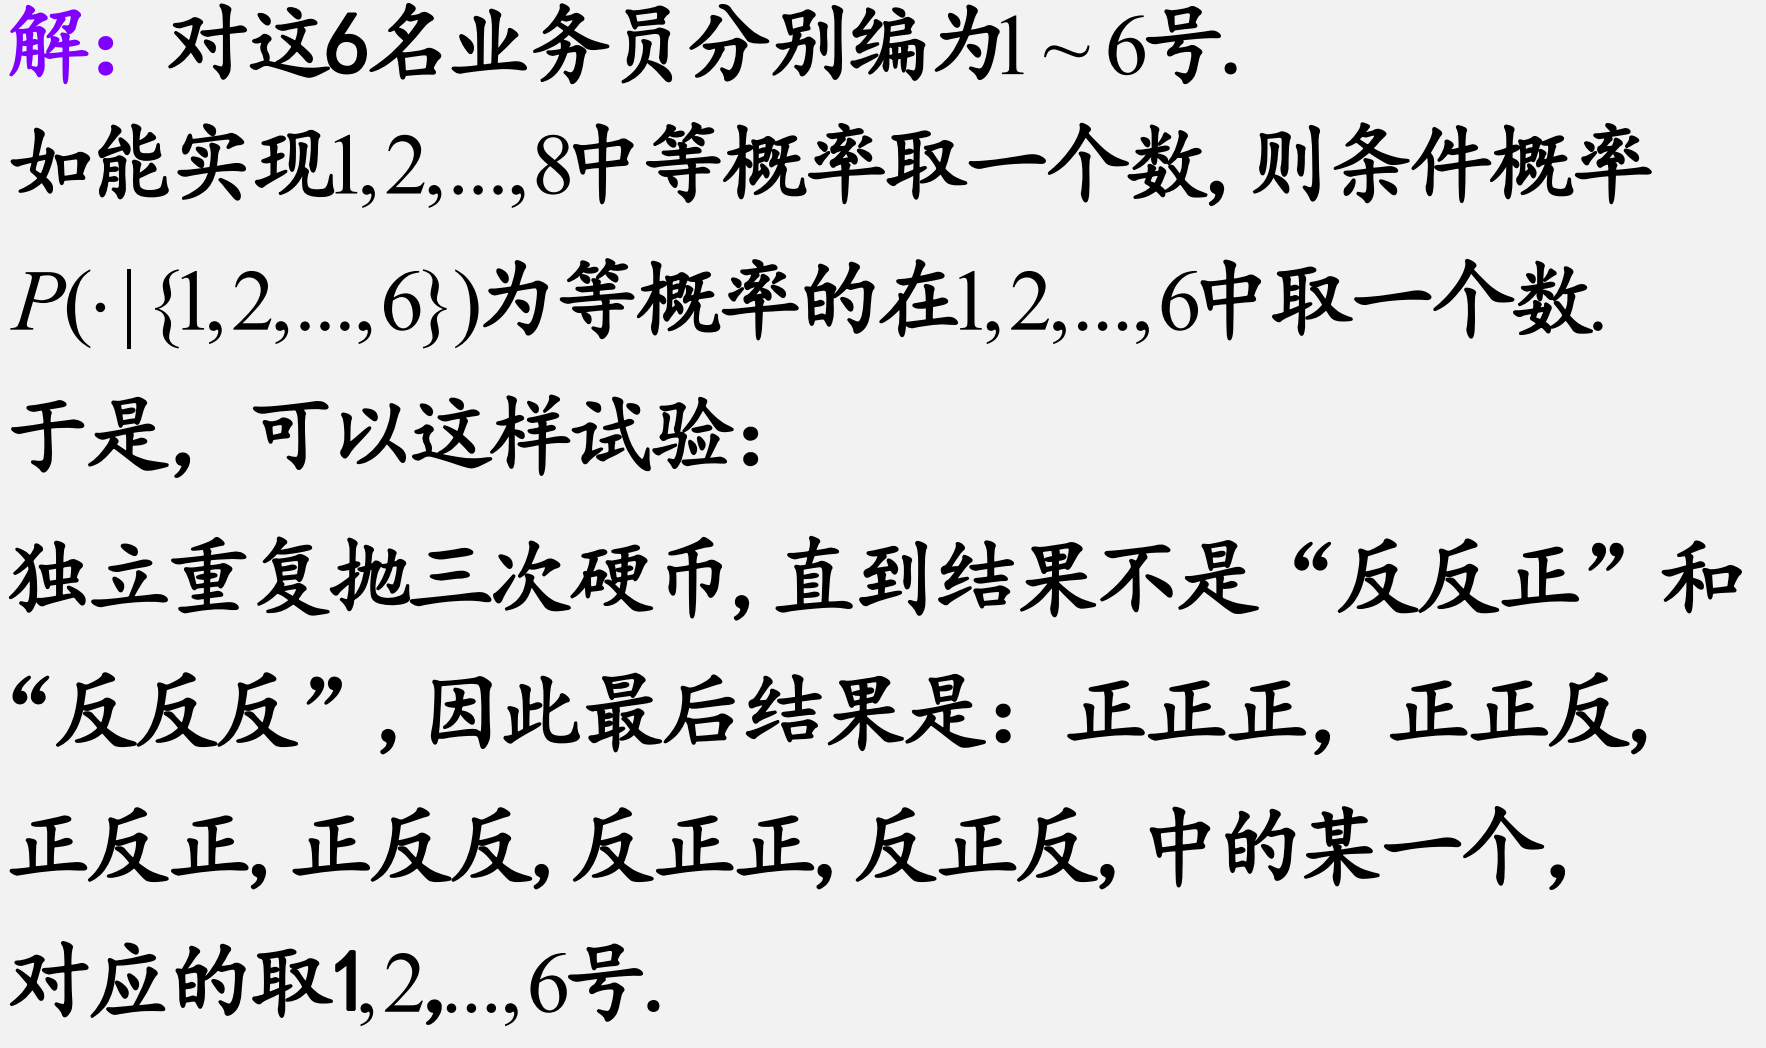 解：对这6名业务员分别编为1 ~ 6号.
如能实现1,2,...,8中等概率取一个数, 则条件概率
P(· | {1,2,...,6})为等概率的在1,2,...,6中取一个数.
于是，可以这样试验：
独立重复抛三次硬币, 直到结果不是“反反正”和
“反反反”, 因此最后结果是：正正正，正正反,
正反正, 正反反, 反正正, 反正反, 中的某一个,
对应的取1,2,...,6号.